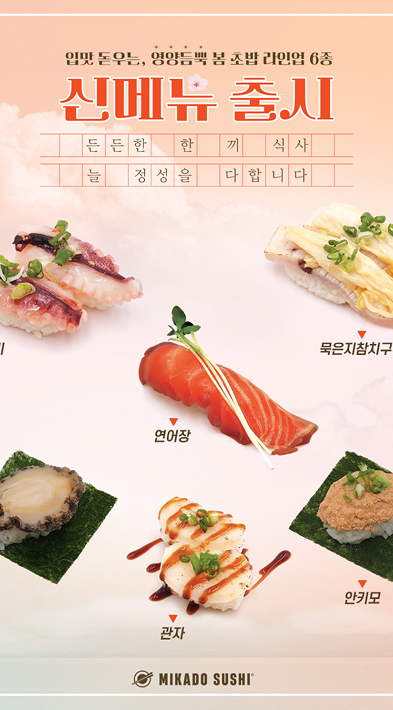 입맛 돋우는, 영양듬뿍 봄 초밥 라인업 6종
신메뉴 출시
든든한 한 끼 식사
늘 정성을 다합니다
묵은지참치구
연어장
안키모
관자
MIKADO SUSHI®